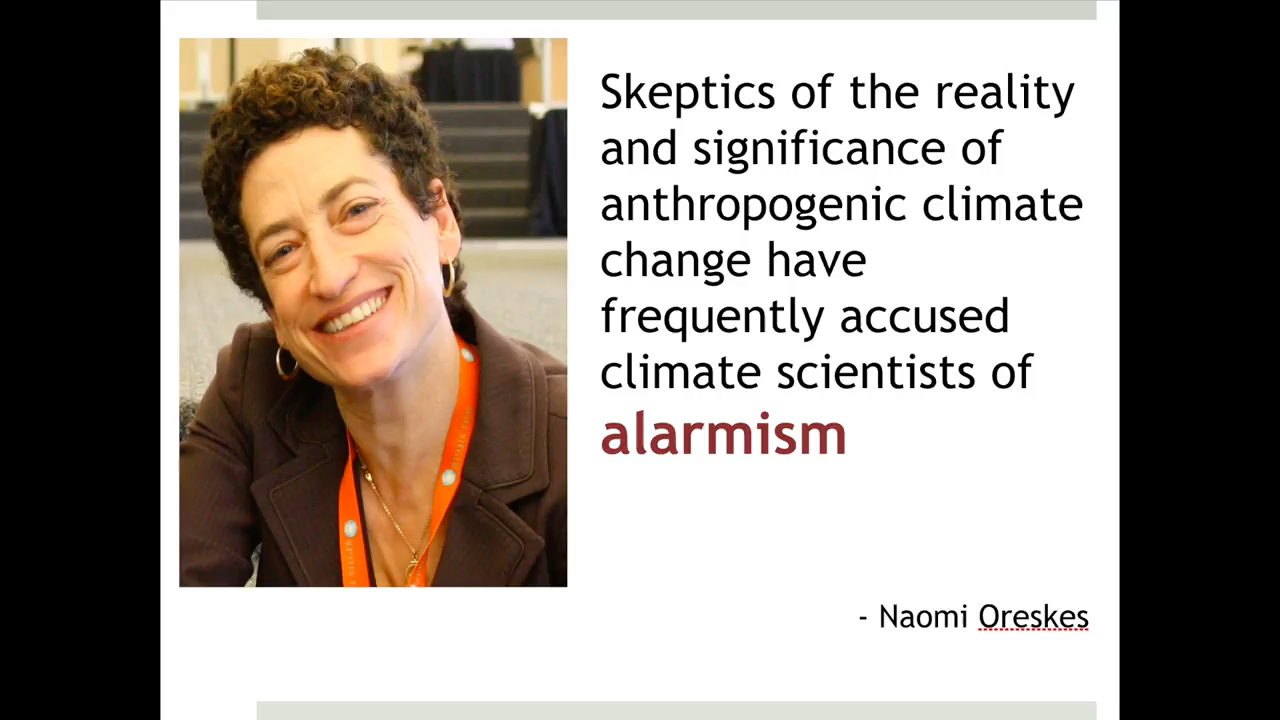 Skeptics of the reality
and significance of
anthropogenic climate
change have
frequently accused
climate scientists of
alarmism
- Naomi Oreskes